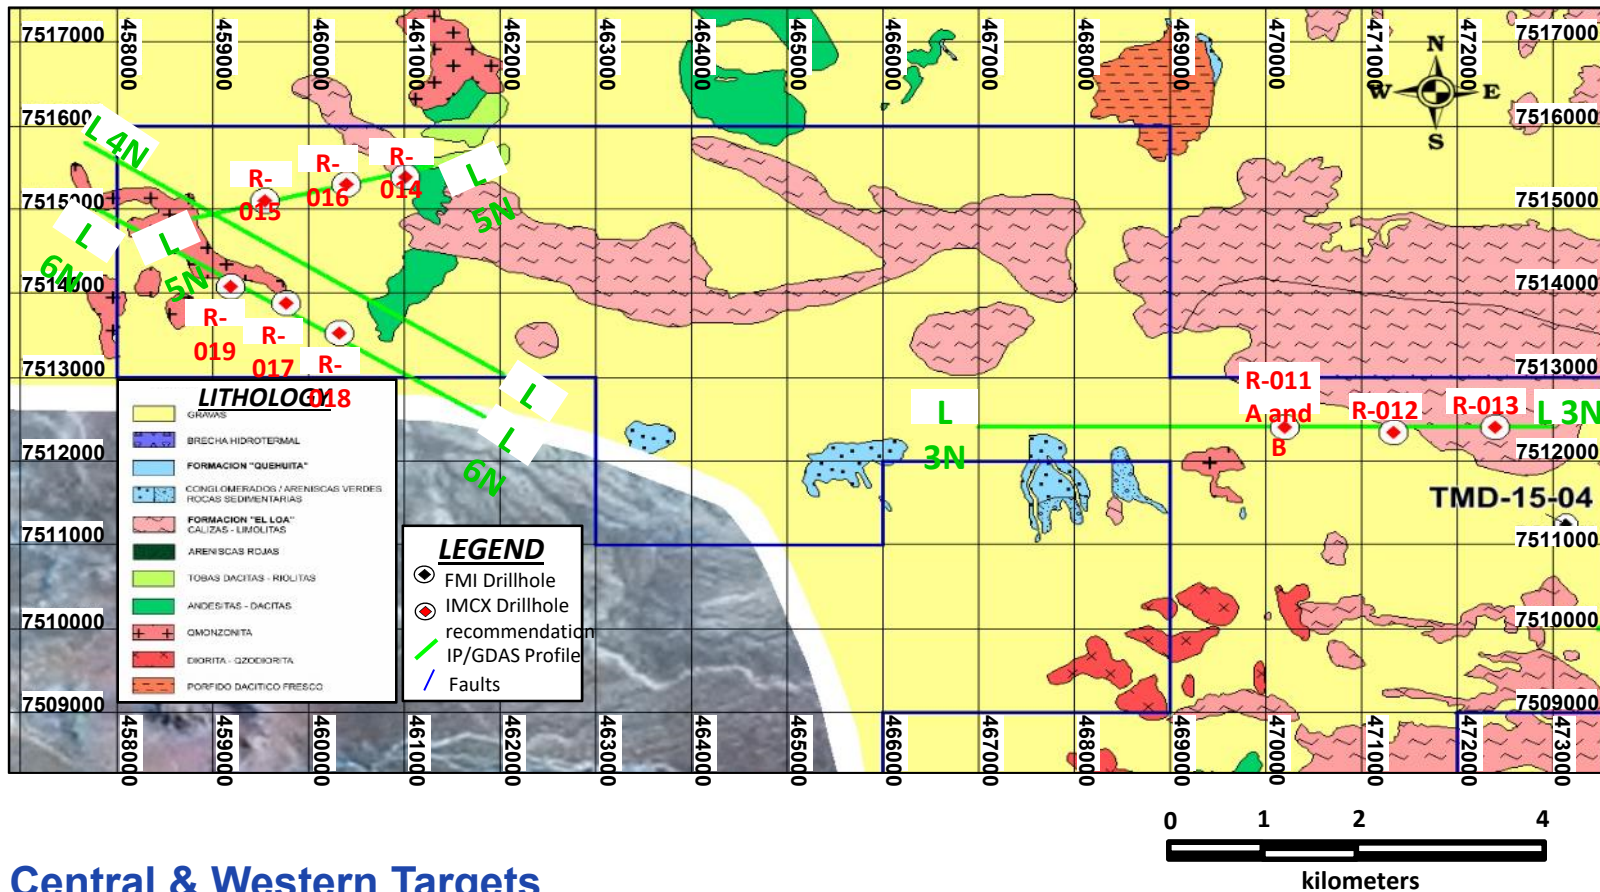 458000
459000
460000
461000
462000
463000
464000
465000
466000
467000
468000
469000
470000
471000
472000
7517000
7517000
N
W E
S
7516000
7516000
L 4N
R-
015
R-
016
R-
014
L
5N
7515000
7515000
L
6N
L
5N
7514000
7514000
R-
019
R-
017
R-
018
7513000
7513000
L
L
6N
R-011
A and
B
R-012
R-013
L
3N
L 3N
7512000
7512000
TMD-15-04
7511000
7511000
7510000
7510000
7509000
7509000
LITHOLOGY
GRAVAS
BRECHA HIDROTERMAL
FORMACION "QUEHUITA"
CONGLOMERADOS / ARENISCAS VERDES
ROCAS SEDIMENTARIAS
FORMACION "EL LOA"
CALIZAS - LIMOLITAS
ARENISCAS ROJAS
TOBAS DACITAS - RIOLITAS
ANDESITAS - DACITAS
QMONZONITA
DIORITA - QZODIORITA
PORFIDO DACITICO FRESCO
LEGEND
FMI Drillhole
IMCX Drillhole
recommendation
IP/GDAS Profile
Faults
458000
459000
460000
461000
462000
463000
464000
465000
466000
467000
468000
469000
470000
471000
472000
473000
0 1 2 4
kilometers
Central & Western Targets